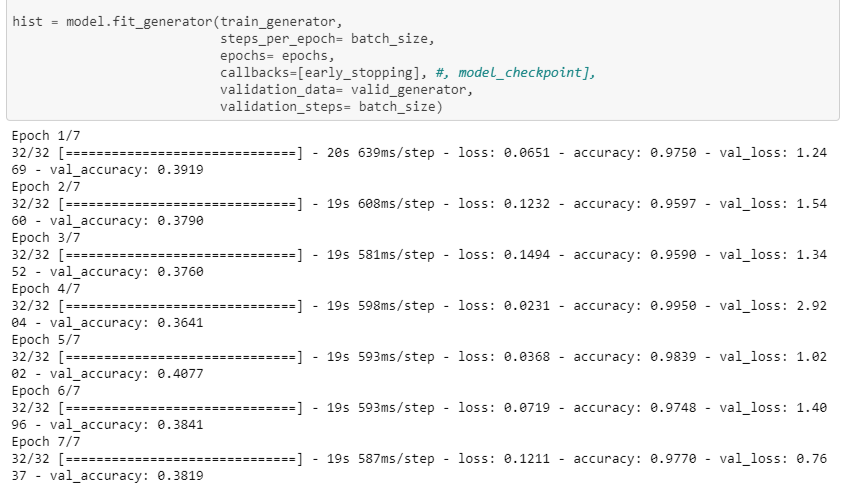 hist = model.fit_generator(train_generator,
steps_per_epoch= batch_size,
epochs= epochs,
callbacks=[early_stopping], #, model_checkpoint],
validation_data= valid_generator,
validation_steps= batch_size)
Epoch 1/7
32/32 [==============================] - 20s 639ms/step - loss: 0.0651 - accuracy: 0.9750 - val_loss: 1.24
69 - val_accuracy: 0.3919
Epoch 2/7
32/32 [==============================] - 19s 608ms/step - loss: 0.1232 - accuracy: 0.9597 - val_loss: 1.54
60 - val_accuracy: 0.3790
Epoch 3/7
32/32 [==============================] - 19s 581ms/step - loss: 0.1494 - accuracy: 0.9590 - val_loss: 1.34
52 - val_accuracy: 0.3760
Epoch 4/7
32/32 [==============================] - 19s 598ms/step - loss: 0.0231 - accuracy: 0.9950 - val_loss: 2.92
04 - val_accuracy: 0.3641
Epoch 5/7
32/32 [==============================] - 19s 593ms/step - loss: 0.0368 - accuracy: 0.9839 - val_loss: 1.02
02 - val_accuracy: 0.4077
Epoch 6/7
32/32 [==============================] - 19s 593ms/step - loss: 0.0719 - accuracy: 0.9748 - val_loss: 1.40
96 - val_accuracy: 0.3841
Epoch 7/7
32/32 [==============================] - 19s 587ms/step - loss: 0.1211 - accuracy: 0.9770 - val_loss: 0.76
37 - val_accuracy: 0.3819